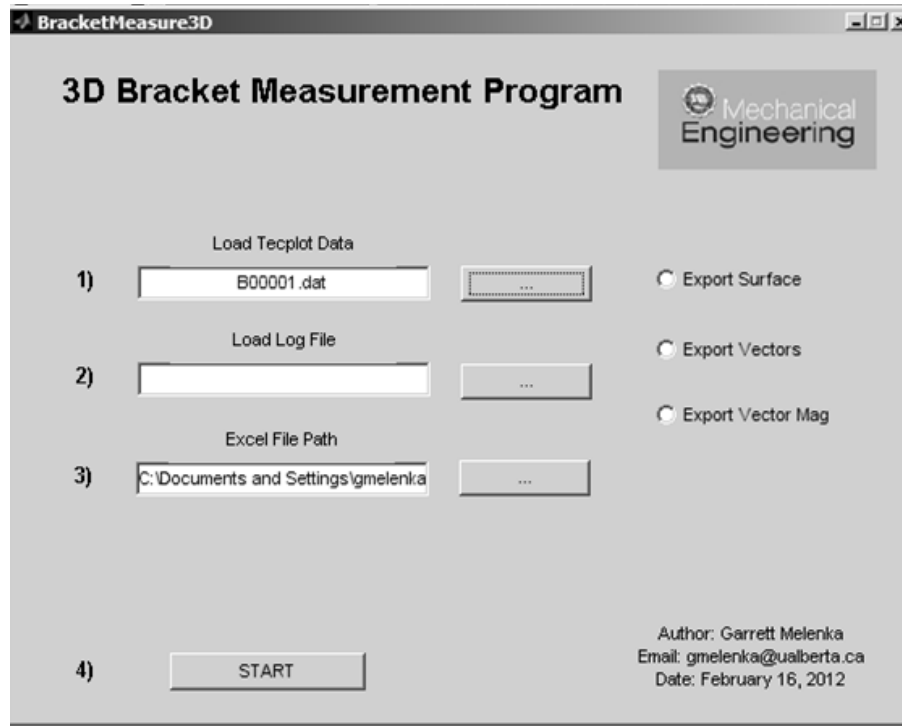 BracketMeasure3D
3D Bracket Measurement Program
Mechanical
Engineering
Load Tecplot Data
1) B00001.dat ... Export Surface
Load Log File
Export Vectors
2) ...
Export Vector Mag
Excel File Path
3) C:\Documents and Settings\gmelenka ...
Author: Garrett Melenka
Email: gmelenka@ualberta.ca
4) START
Date: February 16, 2012